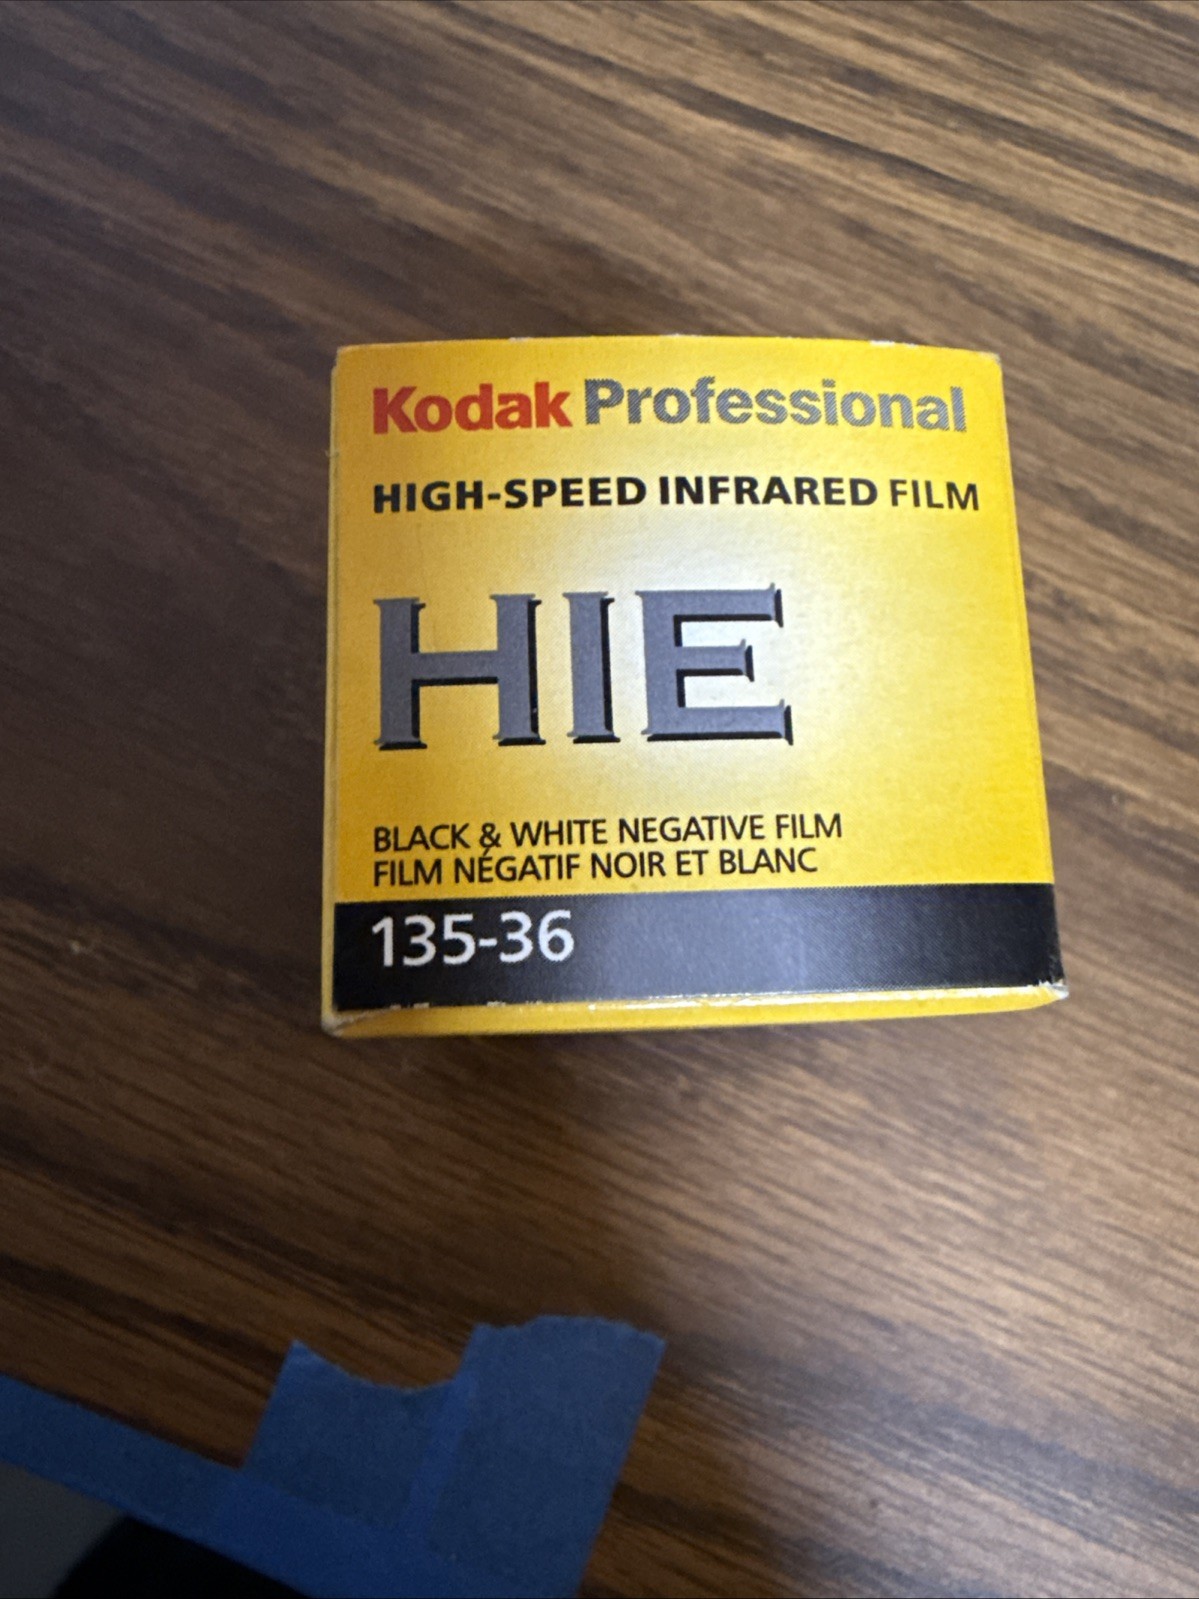 Kodak Professional
HIGH-SPEED INFRARED FILM
HIE
BLACK & WHITE NEGATIVE FILM
FILM NÉGATIF NOIR ET BLANC
135-36